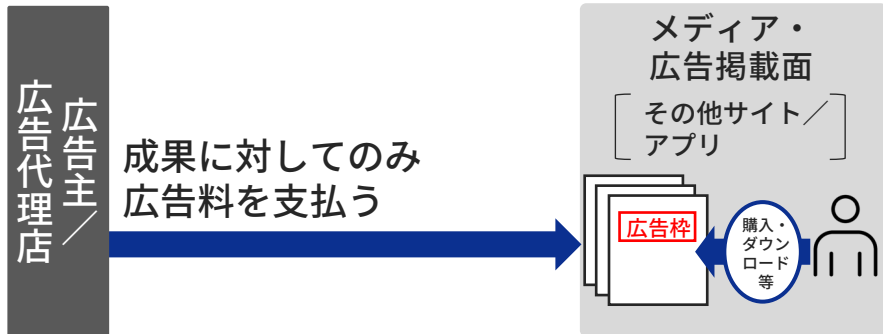 広告主／
広告代理店
成果に対してのみ
広告料を支払う
メディア・
広告掲載面
その他サイト／
アプリ
広告枠
購入・
ダウン
ロード
等